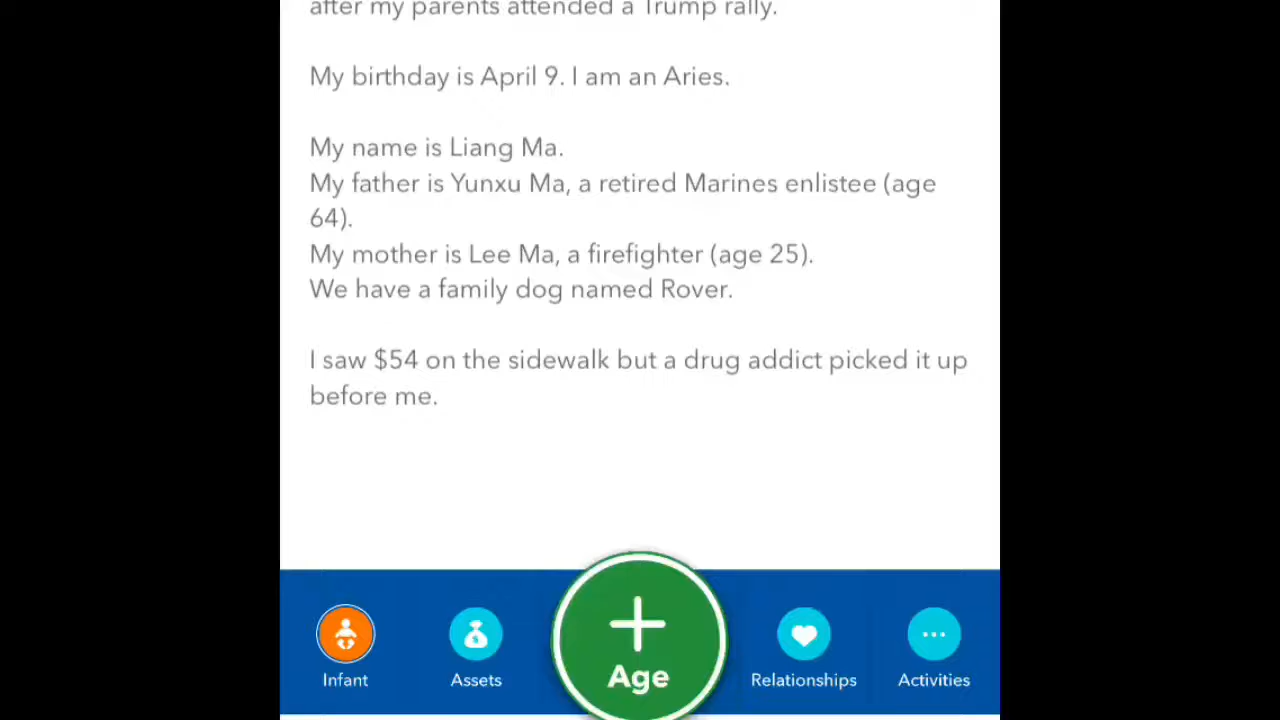 after my parents attended a Trump rally.
My birthday is April 9. I am an Aries.
My name is Liang Ma.
My father is Yunxu Ma, a retired Marines enlistee (age
64).
My mother is Lee Ma, a firefighter (age 25).
We have a family dog named Rover.
I saw $54 on the sidewalk but a drug addict picked it up
before me.
Infant
Assets
Age
Relationships
Activities